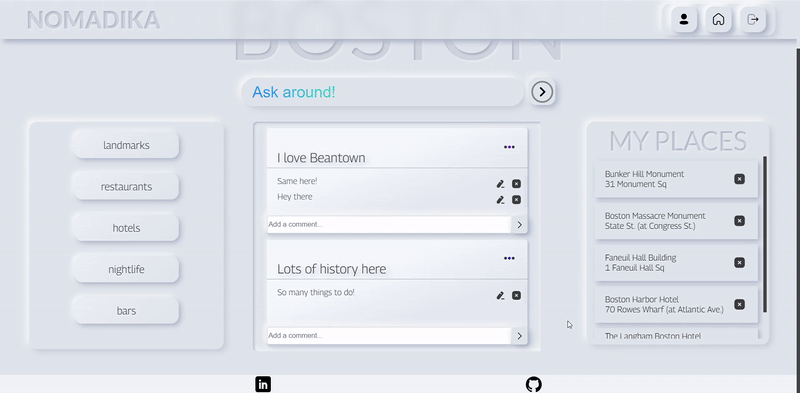 NOMADIKA
BOSTON
Ask around!
landmarks
restaurants
hotels
nightlife
bars
I love Beantown
Same here!
Hey there
Add a comment...
Lots of history here
So many things to do!
Add a comment...
MY PLACES
Bunker Hill Monument
31 Monument Sq
Boston Massacre Monument
State St. (at Congress St.)
Faneuil Hall Building
1 Faneuil Hall Sq
Boston Harbor Hotel
70 Rowes Wharf (at Atlantic Ave.)
The Langham Boston Hotel
in